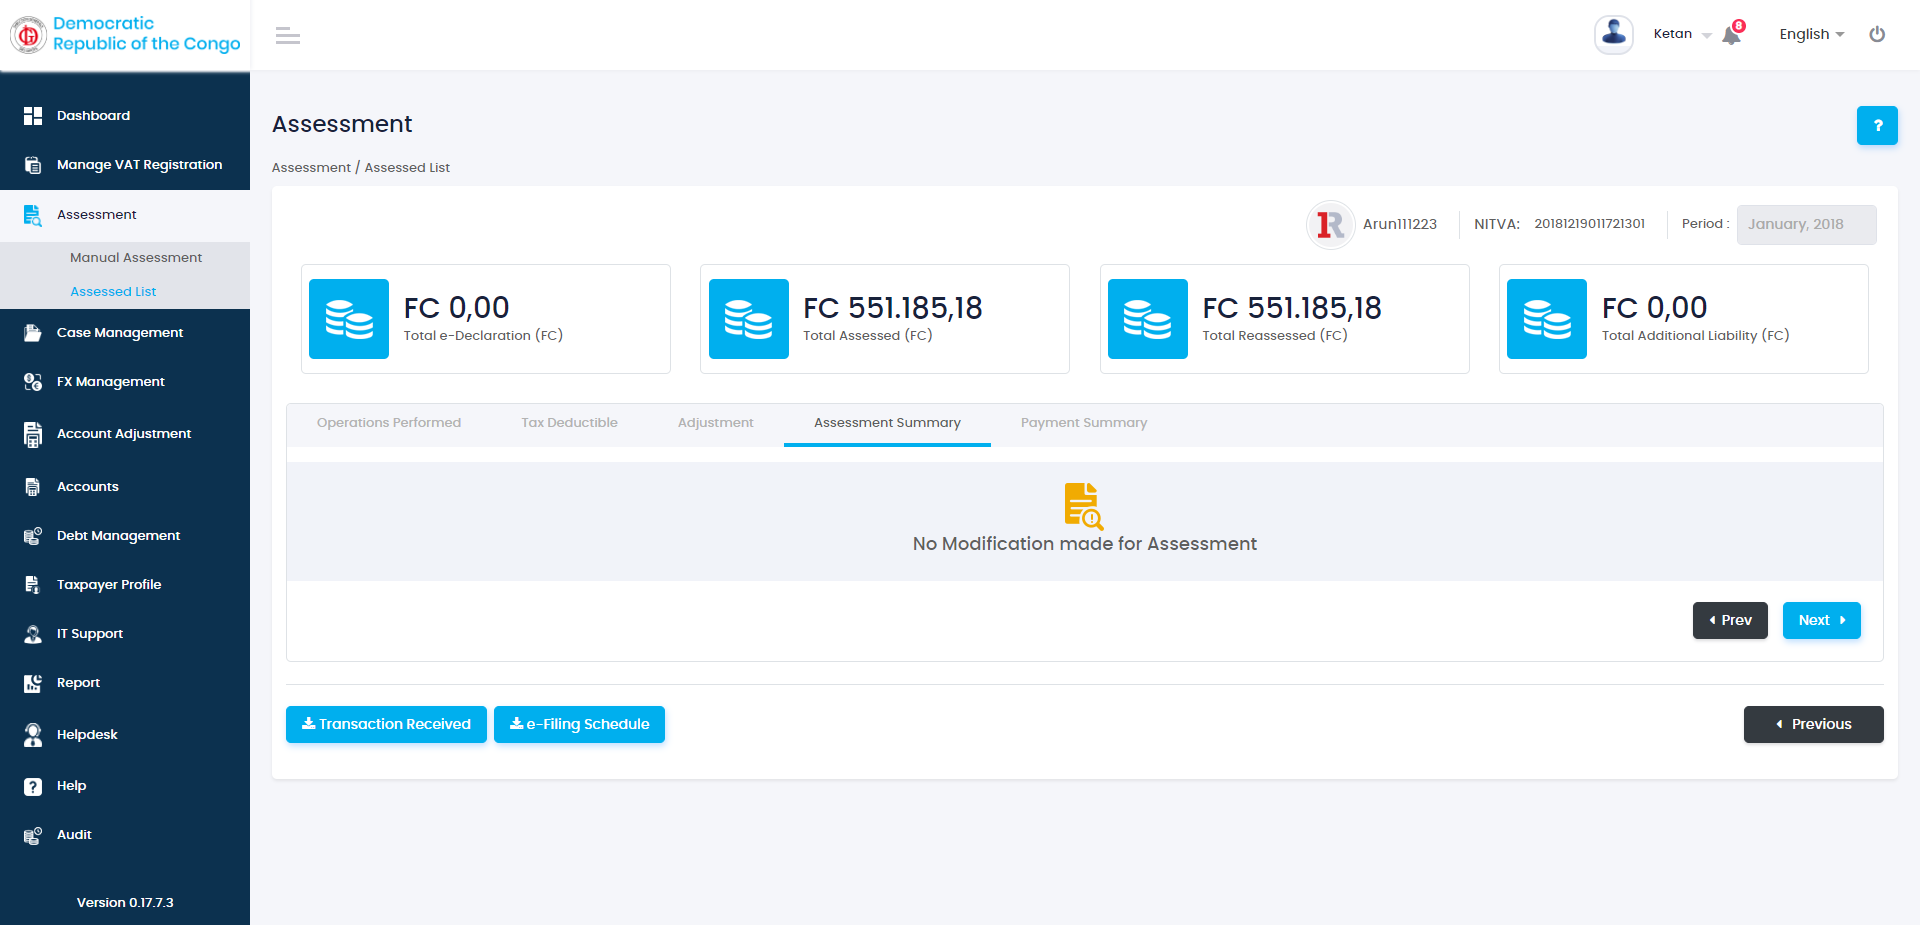 Democratic
Republic of the Congo
Ketan
8
English
Dashboard
Manage VAT Registration
Assessment
Manual Assessment
Assessed List
Case Management
FX Management
Account Adjustment
Accounts
Debt Management
Taxpayer Profile
IT Support
Report
Helpdesk
Help
Audit
Version 0.17.7.3
Assessment
?
Assessment / Assessed List
1R Arun111223 NITVA: 20181219011721301 Period : January, 2018
FC 0,00
Total e-Declaration (FC)
FC 551.185,18
Total Assessed (FC)
FC 551.185,18
Total Reassessed (FC)
FC 0,00
Total Additional Liability (FC)
Operations Performed Tax Deductible Adjustment Assessment Summary Payment Summary
No Modification made for Assessment
Prev Next
Transaction Received e-Filing Schedule Previous